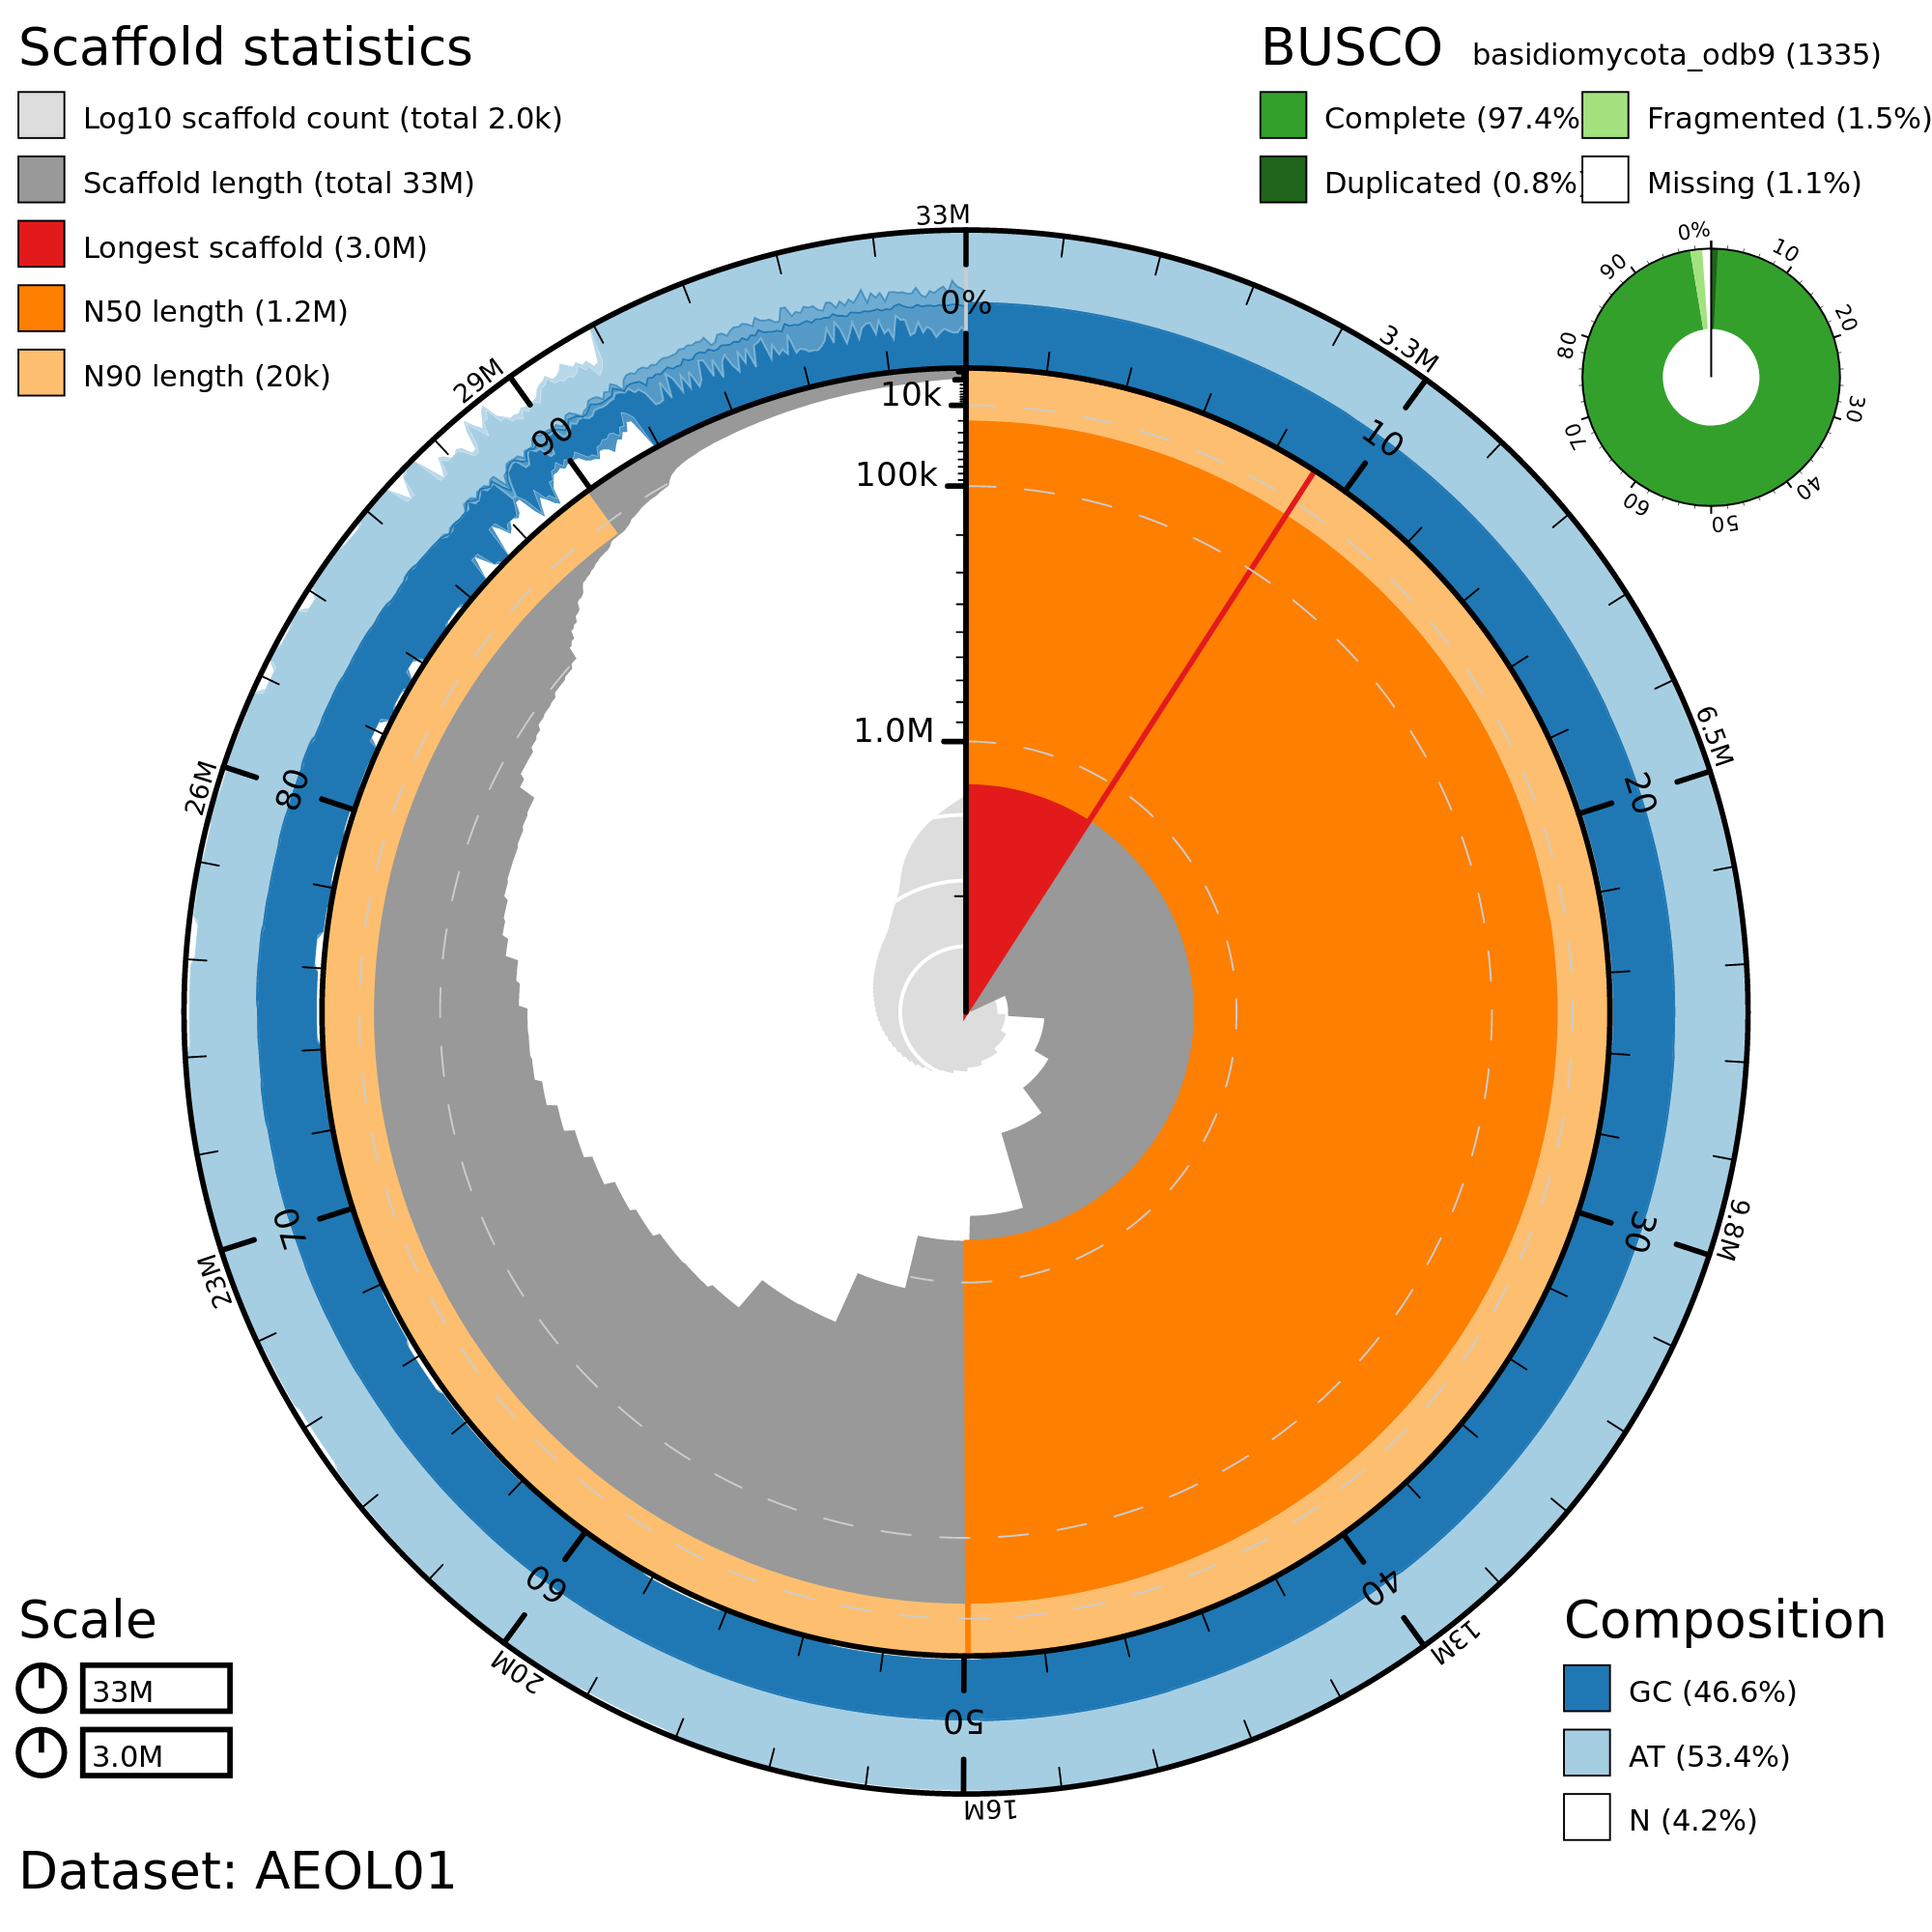 Scaffold statistics
Log10 scaffold count (total 2.0k)
Scaffold length (total 33M)
Longest scaffold (3.0M)
N50 length (1.2M)
N90 length (20k)
BUSCO basidiomycota_odb9 (1335)
Complete (97.4% Fragmented (1.5%)
Duplicated (0.8% Missing (1.1%)
0%
10
20
30
40
50
60
70
80
90
33M
3.3M
6.5M
9.8M
13M
16M
20M
23M
26M
29M
0%
10
20
30
40
50
60
70
80
90
10k
100k
1.0M
Scale
33M
3.0M
Composition
GC (46.6%)
AT (53.4%)
N (4.2%)
Dataset: AEOL01